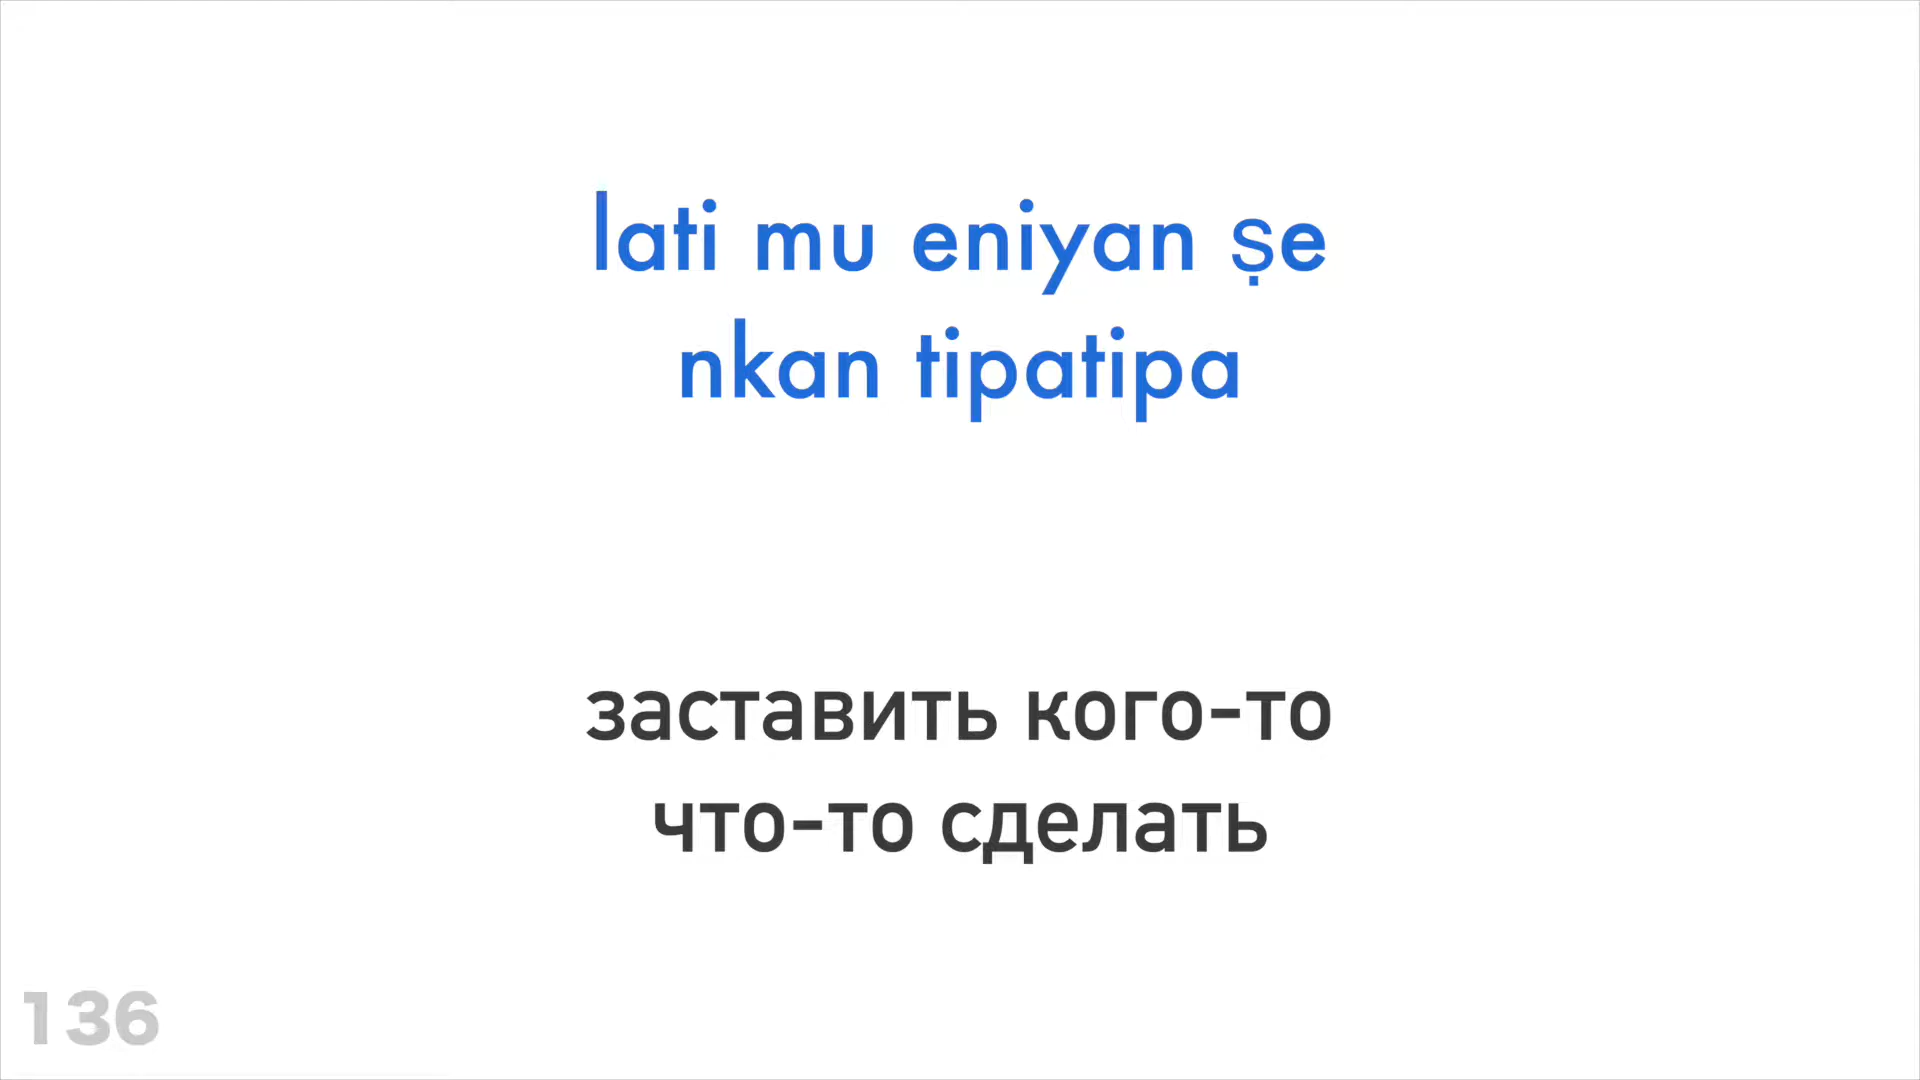 lati mu eniyan ṣe
nkan tipatipa
заставить кого-то
что-то сделать
136